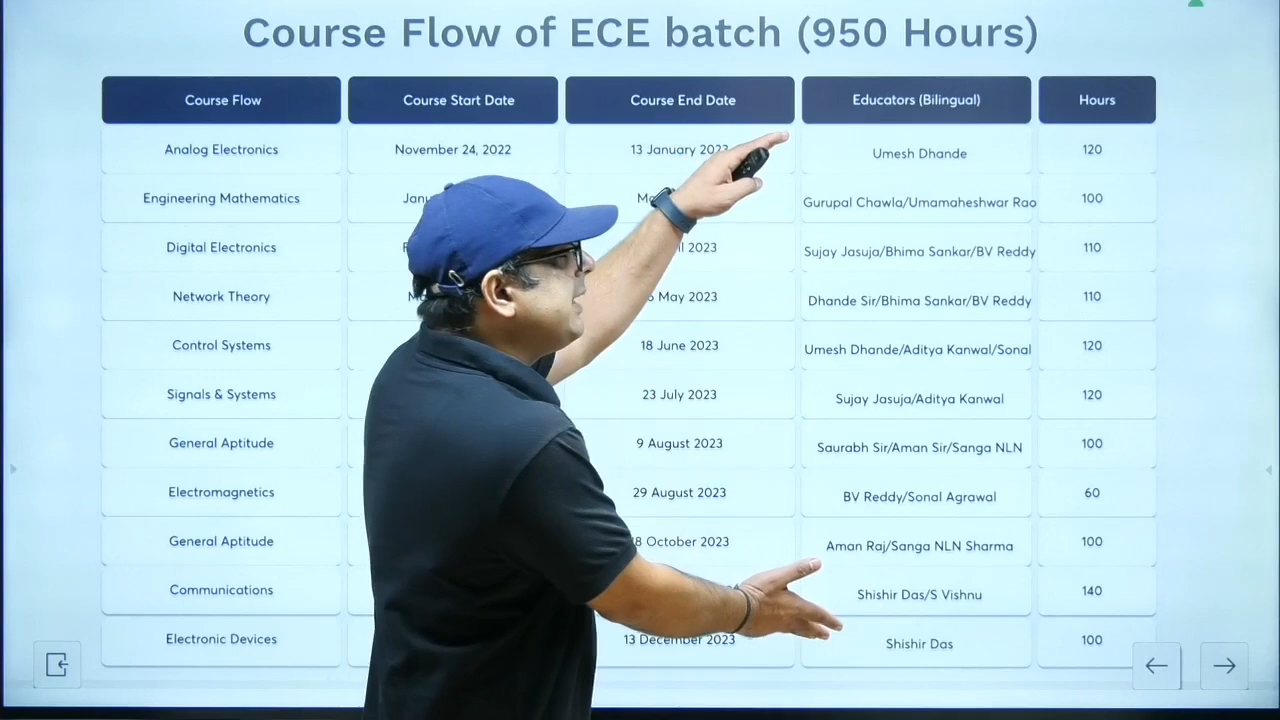 Course Flow of ECE batch (950 Hours)
Course Flow Course Start Date Course End Date Educators (Bilingual) Hours
Analog Electronics November 24, 2022 13 January 2023 Umesh Dhande 120
Engineering Mathematics Gurupal Chawla/Umamaheshwar Rao 100
Digital Electronics 2023 Sujay Jasuja/Bhima Sankar/BV Reddy 110
Network Theory May 2023 Dhande Sir/Bhima Sankar/BV Reddy 110
Control Systems 18 June 2023 Umesh Dhande/Aditya Kanwal/Sonal 120
Signals & Systems 23 July 2023 Sujay Jasuja/Aditya Kanwal 120
General Aptitude 9 August 2023 Saurabh Sir/Aman Sir/Sanga NLN 100
Electromagnetics 29 August 2023 BV Reddy/Sonal Agrawal 60
General Aptitude October 2023 Aman Raj/Sanga NLN Sharma 100
Communications Shishir Das/S Vishnu 140
Electronic Devices 13 December 2023 Shishir Das 100